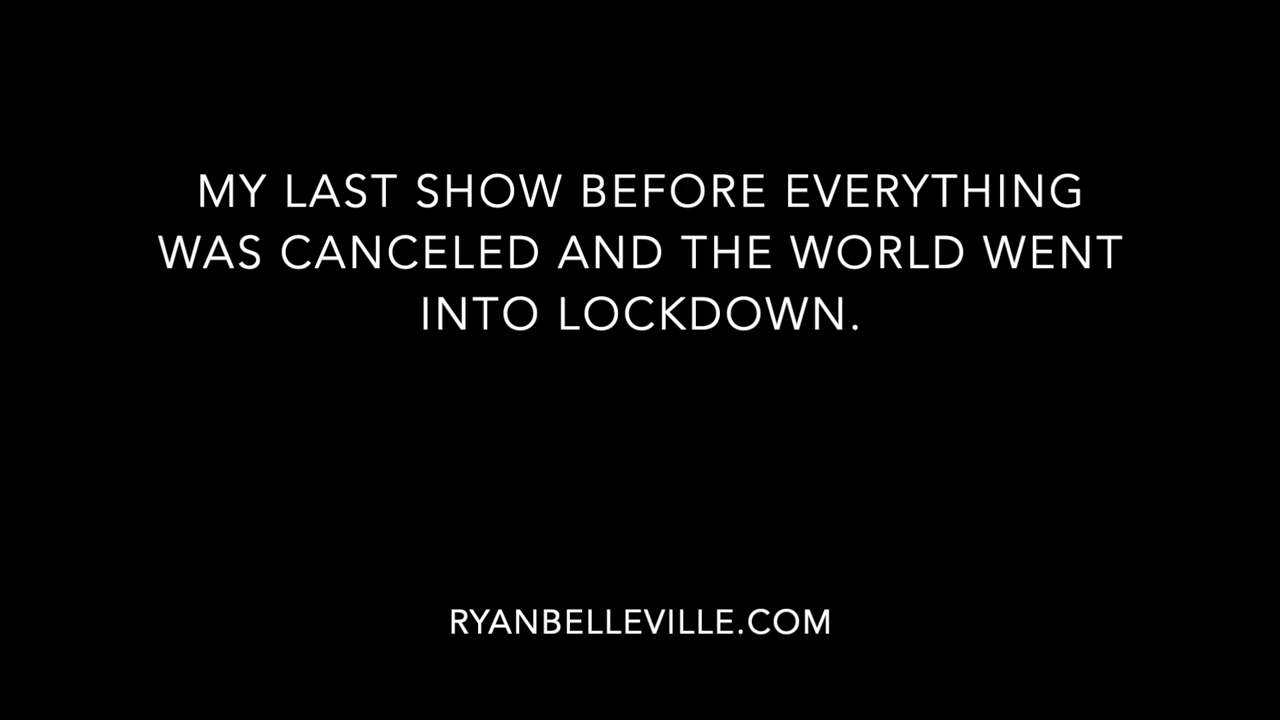 MY LAST SHOW BEFORE EVERYTHING
WAS CANCELED AND THE WORLD WENT
INTO LOCKDOWN.
RYANBELLEVILLE.COM